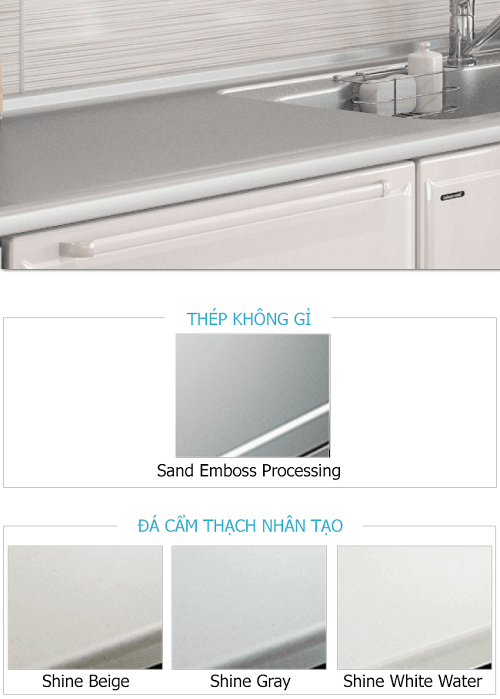 THÉP KHÔNG GỈ
Sand Emboss Processing
ĐÁ CẨM THẠCH NHÂN TẠO
Shine Beige
Shine Gray
Shine White Water